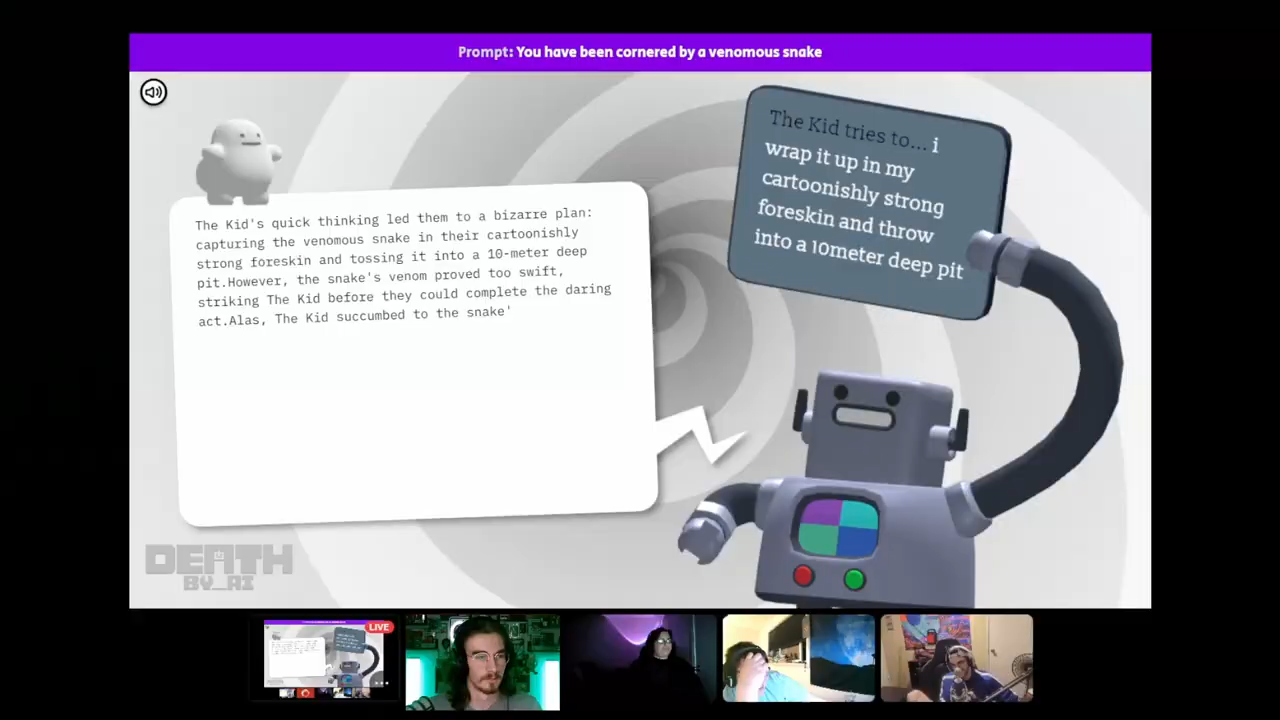 Prompt: You have been cornered by a venomous snake
The Kid tries to... i
wrap it up in my
cartoonishly strong
foreskin and throw
into a 10meter deep pit
The Kid's quick thinking led them to a bizarre plan:
capturing the venomous snake in their cartoonishly
strong foreskin and tossing it into a 10-meter deep
pit.However, the snake's venom proved too swift,
striking The Kid before they could complete the daring
act.Alas, The Kid succumbed to the snake'
DEATH
BY_AI
LIVE